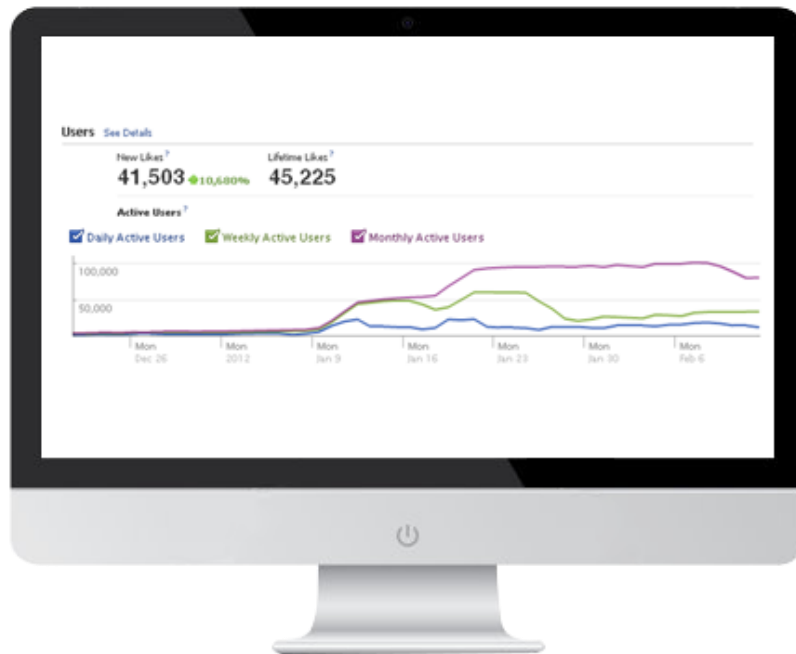 Users See Details
New Likes ? Lifetime Likes ?
41,503 10,680% 45,225
Active Users ?
Daily Active Users Weekly Active Users Monthly Active Users
100,000
50,000
Mon Mon Mon Mon Mon Mon Mon
Dec 26 2012 Jan 9 Jan 16 Jan 23 Jan 30 Feb 6